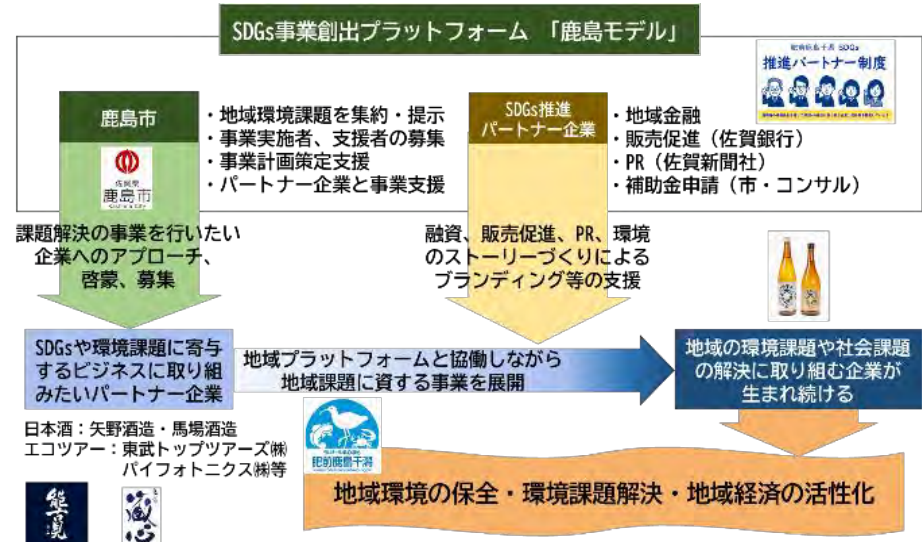 SDGs事業創出プラットフォーム 「鹿島モデル」
肥前鹿島干潟 SDGs
推進パートナー制度
鹿島市
・地域環境課題を集約・提示
・事業実施者、支援者の募集
・事業計画策定支援
・パートナー企業と事業支援
佐賀県
鹿島市
SDGs推進
パートナー企業
・地域金融
・販売促進(佐賀銀行)
・PR(佐賀新聞社)
・補助金申請(市・コンサル)
課題解決の事業を行いたい
企業へのアプローチ、
啓蒙、募集
融資、販売促進、PR、環境
のストーリーづくりによる
ブランディング等の支援
SDGsや環境課題に寄与
するビジネスに取り組
みたいパートナー企業
地域プラットフォームと協働しながら
地域課題に資する事業を展開
地域の環境課題や社会課題
の解決に取り組む企業が
生まれ続ける
日本酒:矢野酒造・馬場酒造
エコツアー:東武トップツアーズ㈱
パイフォトニクス㈱等
肥前鹿島干潟
能古見
蔵心
地域環境の保全・環境課題解決・地域経済の活性化